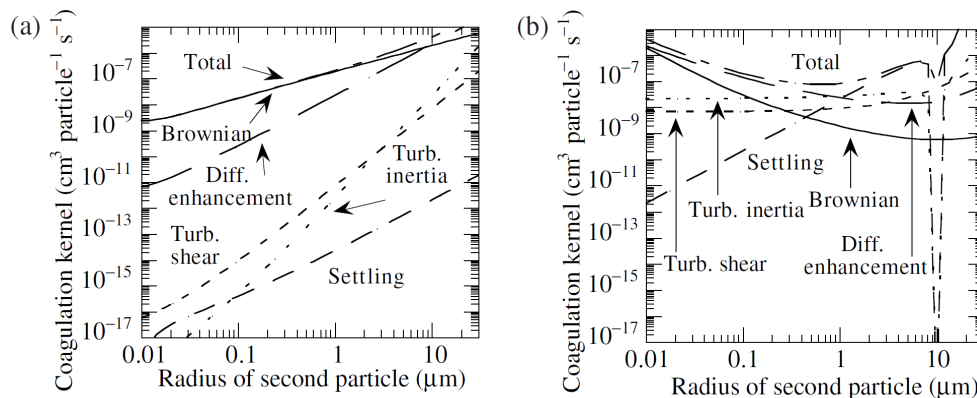 (a)
Coagulation kernel (cm³ particle⁻¹ s⁻¹)
10⁻⁷
10⁻⁹
10⁻¹¹
10⁻¹³
10⁻¹⁵
10⁻¹⁷
Total
Brownian
Diff.
enhancement
Turb.
inertia
Turb.
shear
Settling
0.01
0.1
1
10
Radius of second particle (μm)
(b)
Coagulation kernel (cm³ particle⁻¹ s⁻¹)
10⁻⁷
10⁻⁹
10⁻¹¹
10⁻¹³
10⁻¹⁵
10⁻¹⁷
Total
Settling
Turb. inertia
Brownian
Turb. shear
Diff.
enhancement
0.01
0.1
1
10
Radius of second particle (μm)